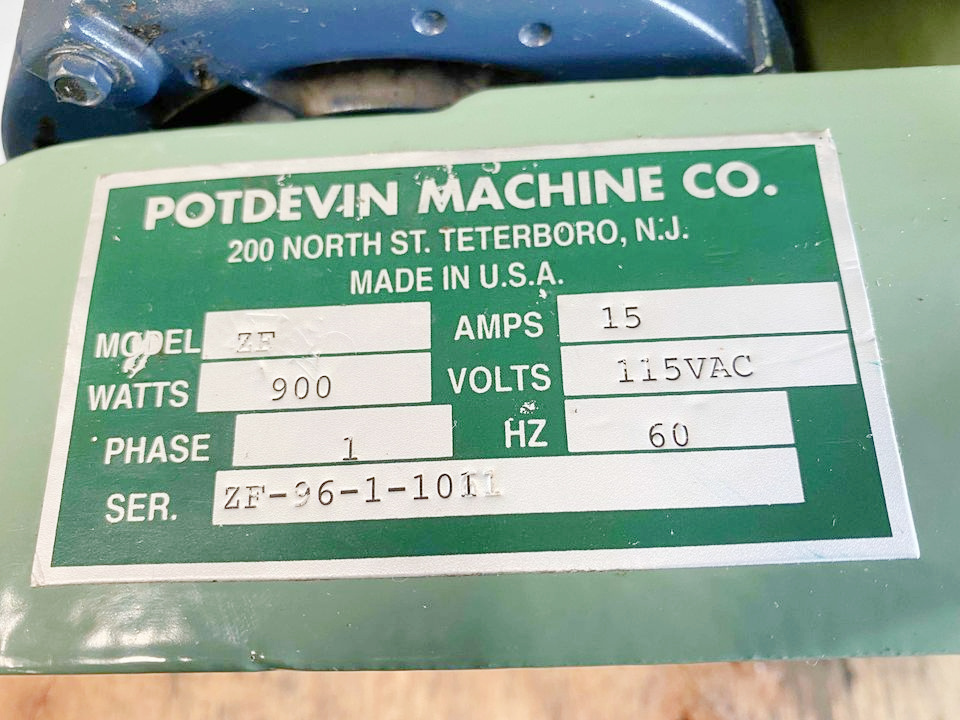 POTDEVIN MACHINE CO.
200 NORTH ST. TETERBORO, N.J.
MADE IN U.S.A.
MODEL ZF AMPS 15
WATTS 900 VOLTS 115VAC
PHASE 1 HZ 60
SER. ZF-96-1-1011